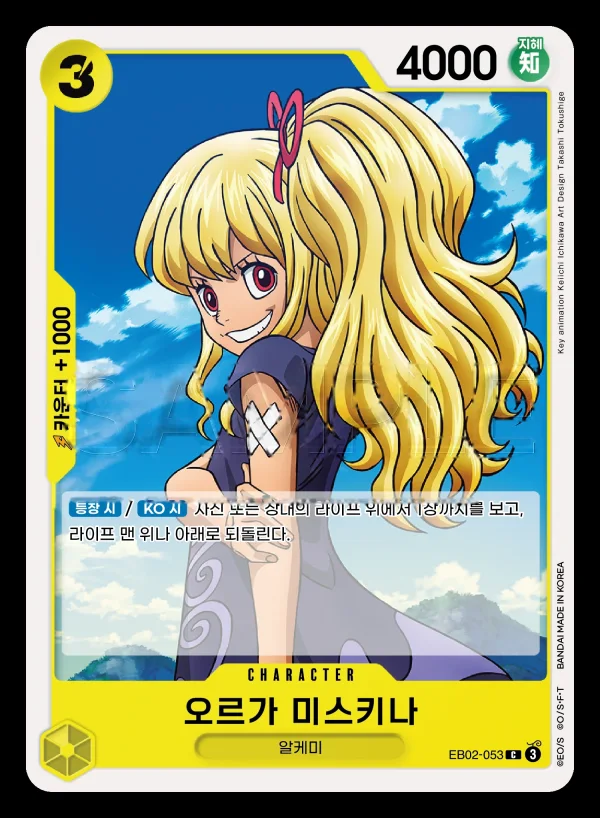 3
4000
지혜
知
Key animation Keiichi Ichikawa Art Design Takashi Tokushige
카운터 +1000
SAMPLE
등장 시 / KO 시 자신 또는 상대의 라이프 위에서 1장까지를 보고,
라이프 맨 위나 아래로 되돌린다.
CHARACTER
오르가 미스키나
알케미
EB02-053 C 3
©EO/S ©O/S·F·T BANDAI MADE IN KOREA